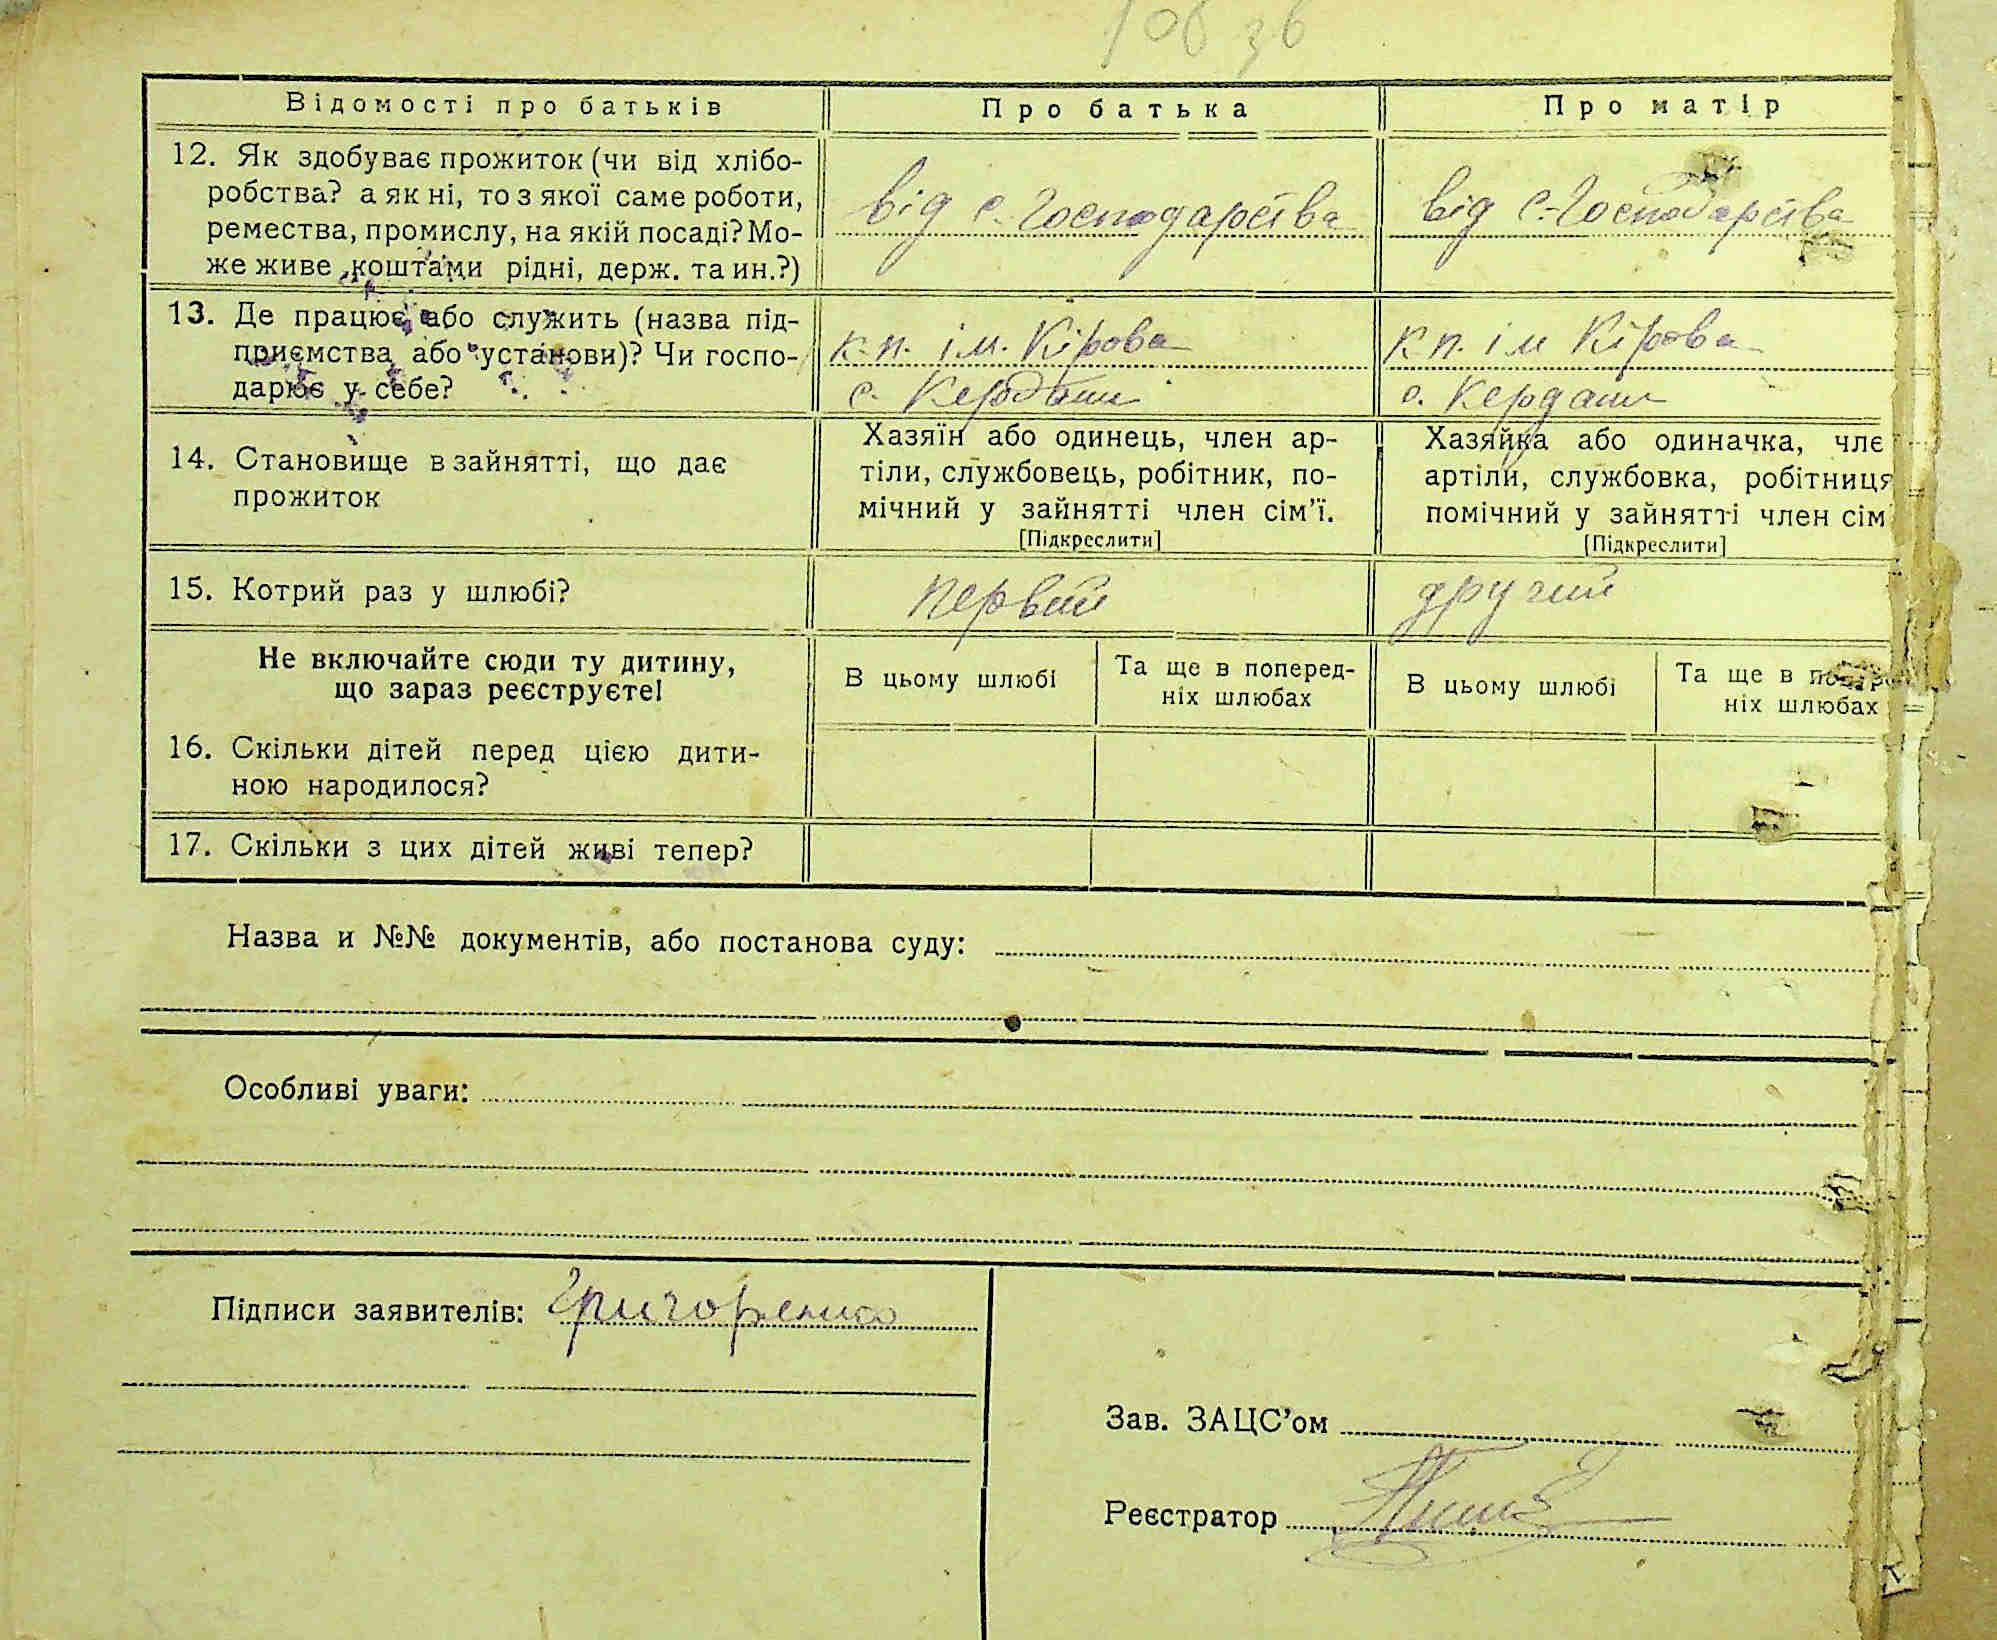 Відомості про батьків
Про батька
Про матір
12. Як здобуває прожиток (чи від хлібо-
робства? а як ні, то з якої саме роботи,
ремества, промислу, на якій посаді? Мо-
же живе коштами рідні, держ. та ин.?)
від с.-Господарства
від с.-Господарства
13. Де працює або служить (назва під-
приємства або установи)? Чи госпо-
дарює у себе?
к.п. ім. Кірова
с. Кердани
к.п. ім Кірова
с. Кердани
14. Становище в зайнятті, що дає
прожиток
Хазяїн або одинець, член ар-
тіли, службовець, робітник, по-
мічний у зайнятті член сім'ї.
[Підкреслити]
Хазяйка або одиначка, чле
артіли, службовка, робітниця
помічний у зайнятті член сім
[Підкреслити]
15. Котрий раз у шлюбі?
первий
другий
Не включайте сюди ту дитину,
що зараз реєструєте!
В цьому шлюбі
Та ще в поперед-
ніх шлюбах
В цьому шлюбі
Та ще в попере
ніх шлюбах
16. Скільки дітей перед цією дити-
ною народилося?
17. Скільки з цих дітей живі тепер?
Назва и №№ документів, або постанова суду:
Особливі уваги:
Підписи заявителів: Григоренко
Зав. ЗАЦС'ом
Реєстратор